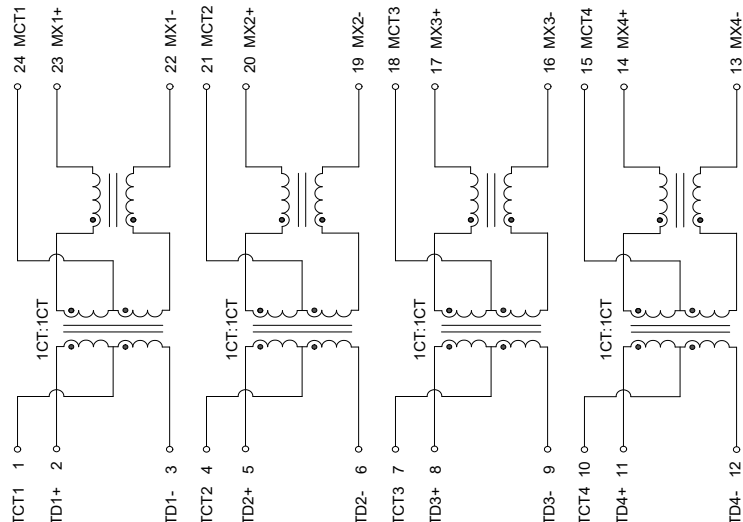 24 MCT1
23 MX1+
22 MX1-
21 MCT2
20 MX2+
19 MX2-
18 MCT3
17 MX3+
16 MX3-
15 MCT4
14 MX4+
13 MX4-
1CT:1CT
1CT:1CT
1CT:1CT
1CT:1CT
TCT1 1
TD1+ 2
TD1- 3
TCT2 4
TD2+ 5
TD2- 6
TCT3 7
TD3+ 8
TD3- 9
TCT4 10
TD4+ 11
TD4- 12